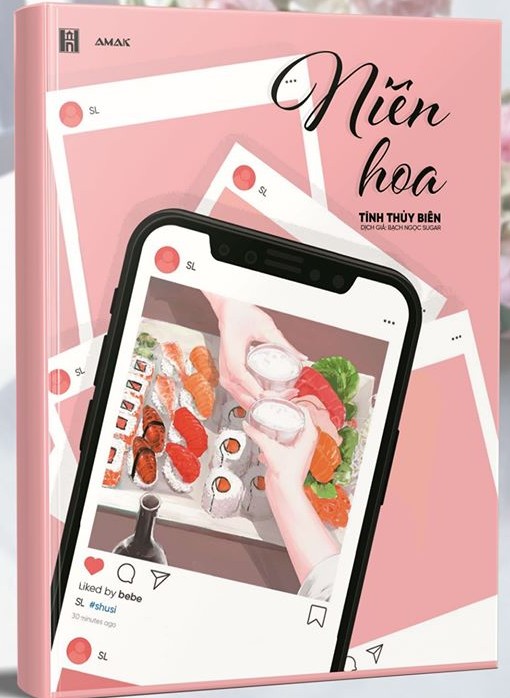 AMAK
Niên
hoa
TĨNH THỦY BIÊN
DỊCH GIẢ: BẠCH NGỌC SUGAR
SL
SL
SL
SL
Liked by bebe
SL #shusi
30 minutes ago
SL